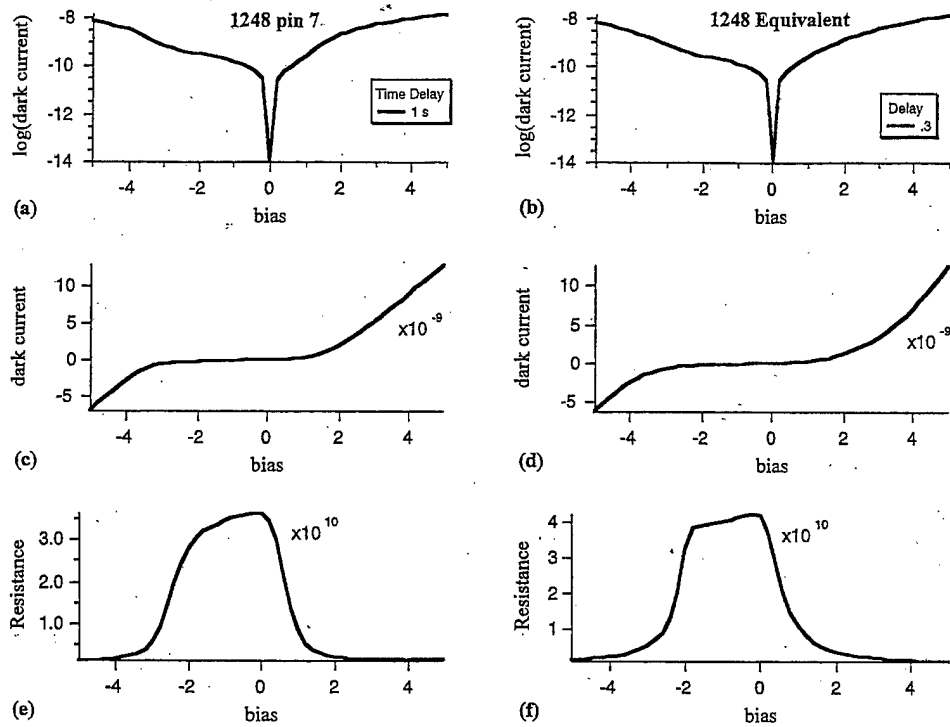 1248 pin 7
log(dark current)
-8
-10
-12
-14
Time Delay
1 s
-4 -2 0 2 4
bias
(a)
1248 Equivalent
log(dark current)
-8
-10
-12
-14
Delay
.3
-4 -2 0 2 4
bias
(b)
dark current
10
5
0
-5
x10 -9
-4 -2 0 2 4
bias
(c)
dark current
10
5
0
-5
x10 -9
-4 -2 0 2 4
bias
(d)
Resistance
3.0
2.0
1.0
x10 10
-4 -2 0 2 4
bias
(e)
Resistance
4
3
2
1
x10 10
-4 -2 0 2 4
bias
(f)